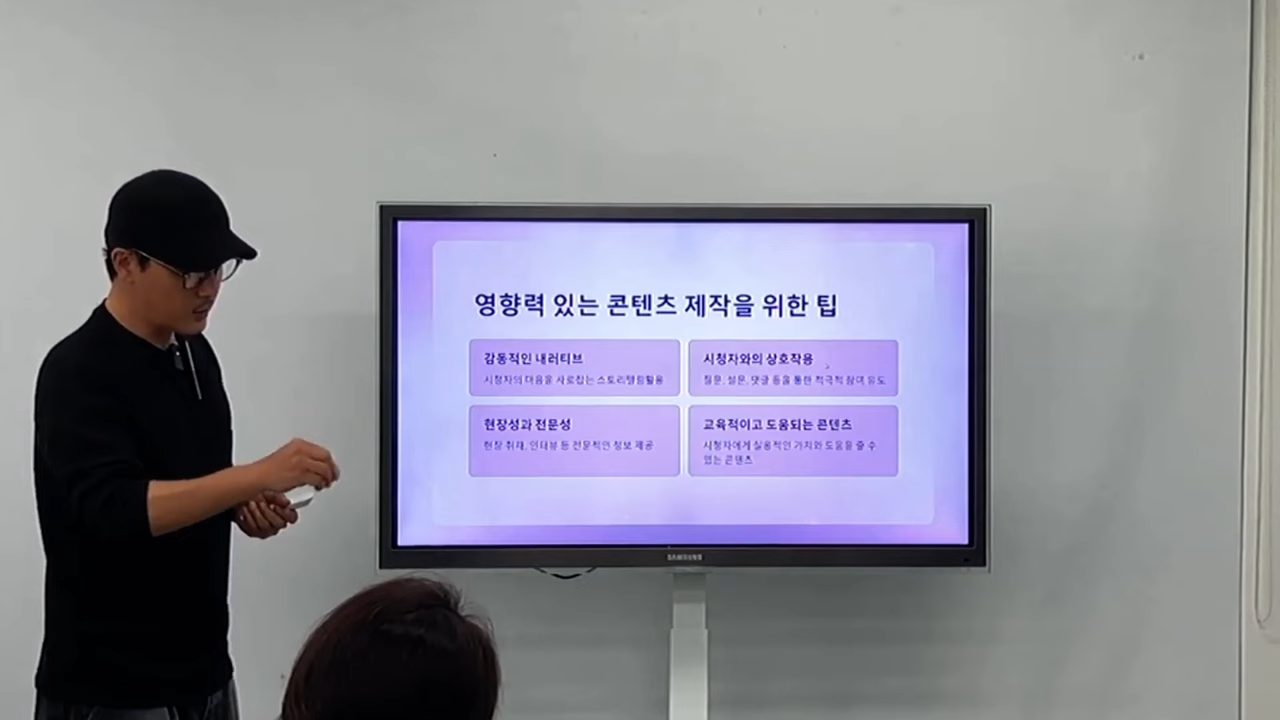 영향력 있는 콘텐츠 제작을 위한 팁
감동적인 내러티브
시청자의 마음을 사로잡는 스토리텔링활용
시청자와의 상호작용
질문, 설문, 댓글 등을 통한 적극적 참여 유도
현장성과 전문성
현장 취재, 인터뷰 등 전문적인 정보 제공
교육적이고 도움되는 콘텐츠
시청자에게 실용적인 가치와 도움을 줄 수
있는 콘텐츠
SAMSUNG